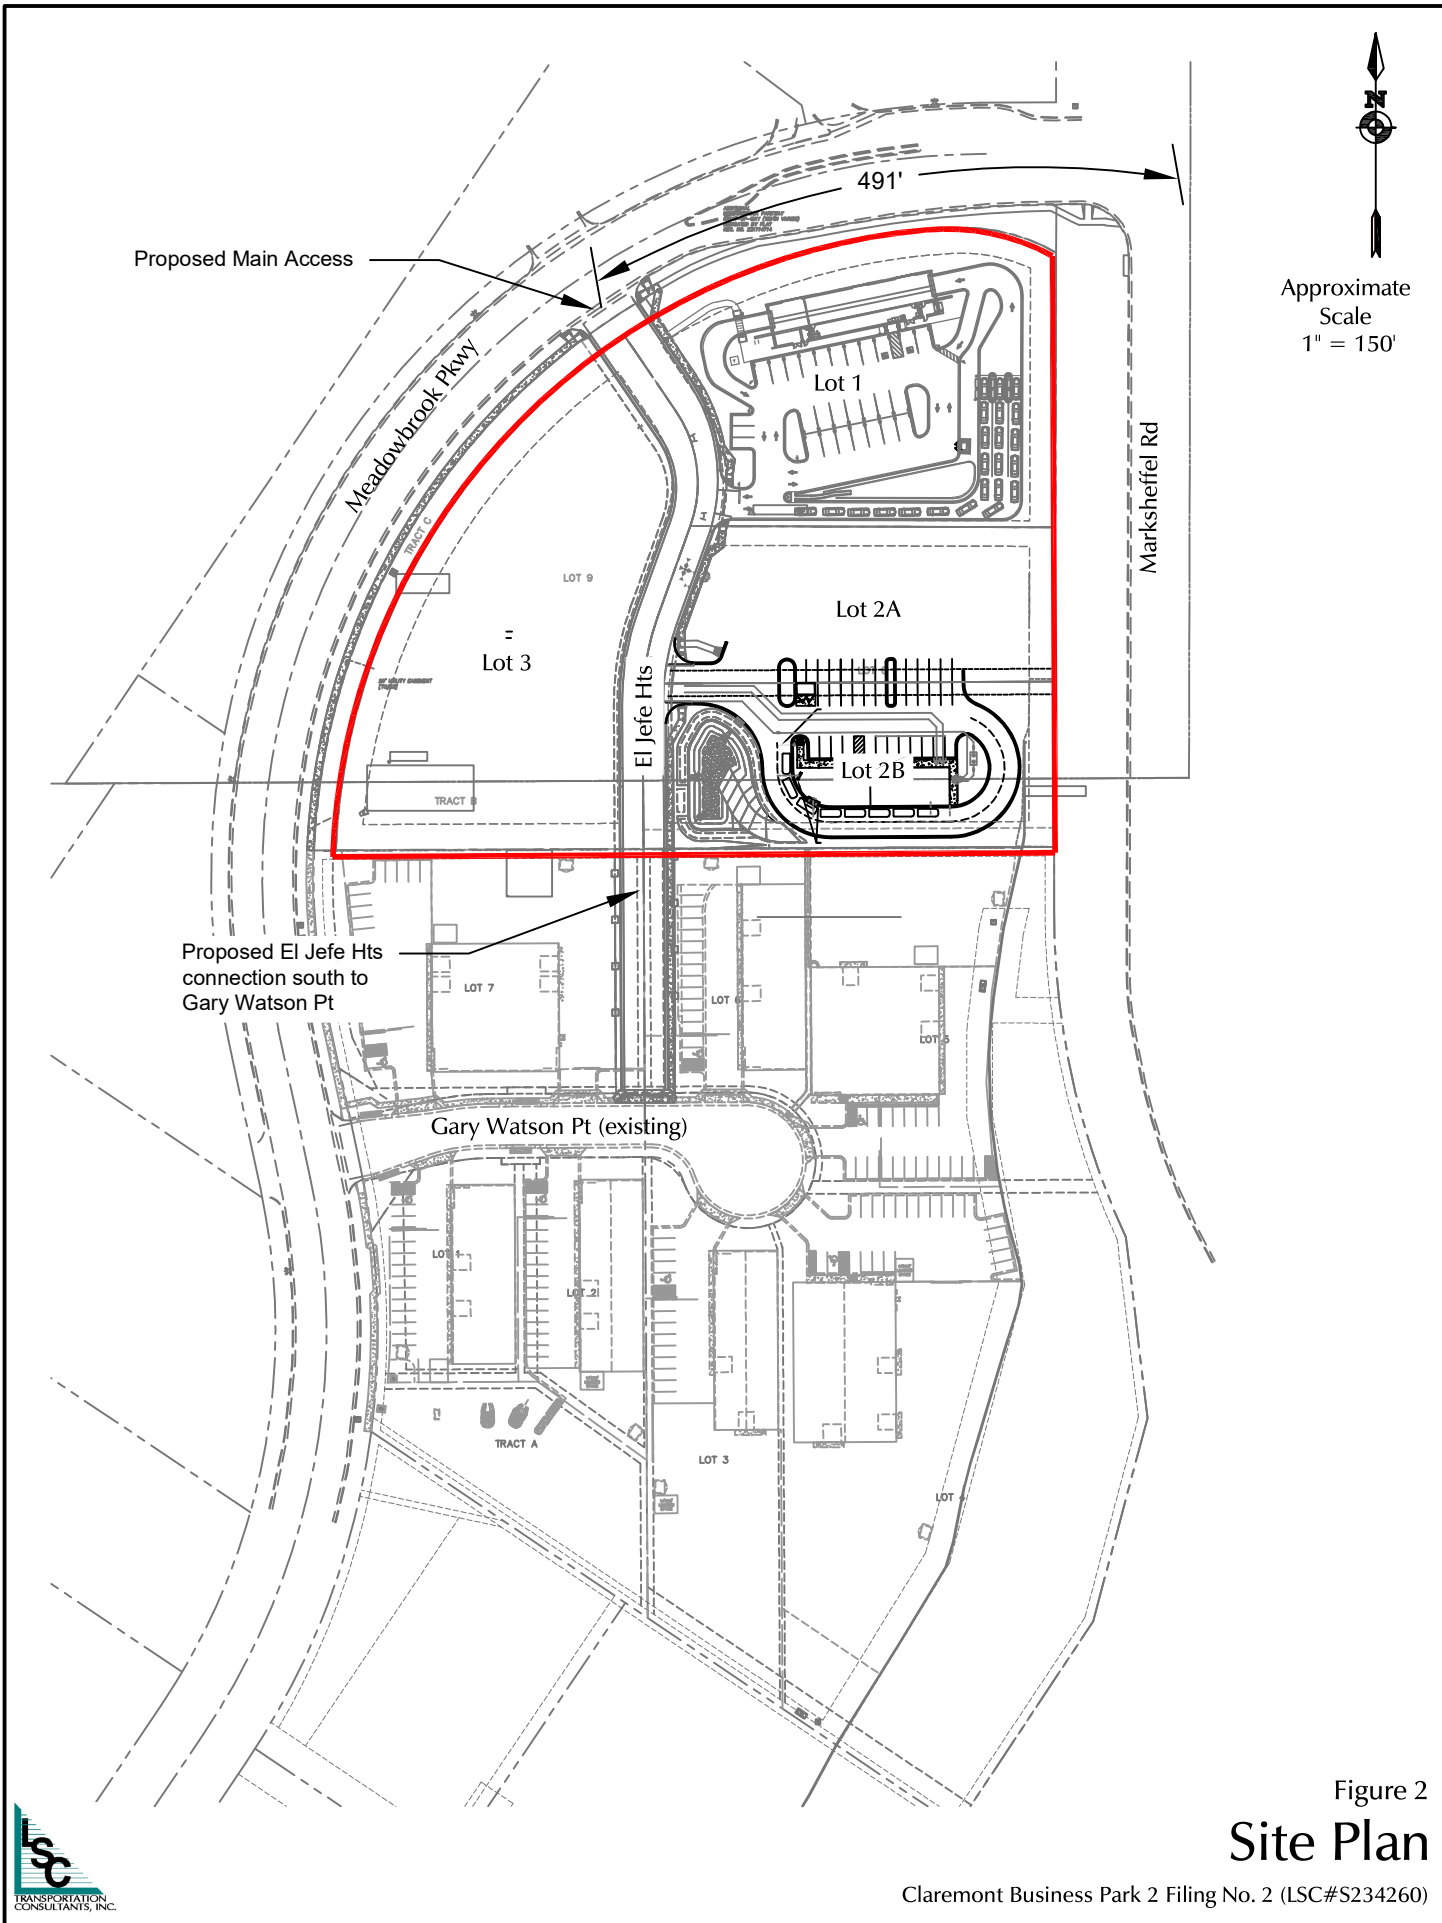 N
Approximate
Scale
1" = 150'
491'
Proposed Main Access
Meadowbrook Pkwy
Marksheffel Rd
Lot 1
TRACT C
LOT 9
Lot 2A
Lot 3
El Jefe Hts
Lot 2B
TRACT B
Proposed El Jefe Hts
connection south to
Gary Watson Pt
LOT 7
LOT 6
LOT 5
Gary Watson Pt (existing)
LOT 1
LOT 2
TRACT A
LOT 3
LOT 4
Figure 2
Site Plan
Claremont Business Park 2 Filing No. 2 (LSC#S234260)
LSC
TRANSPORTATION
CONSULTANTS, INC.